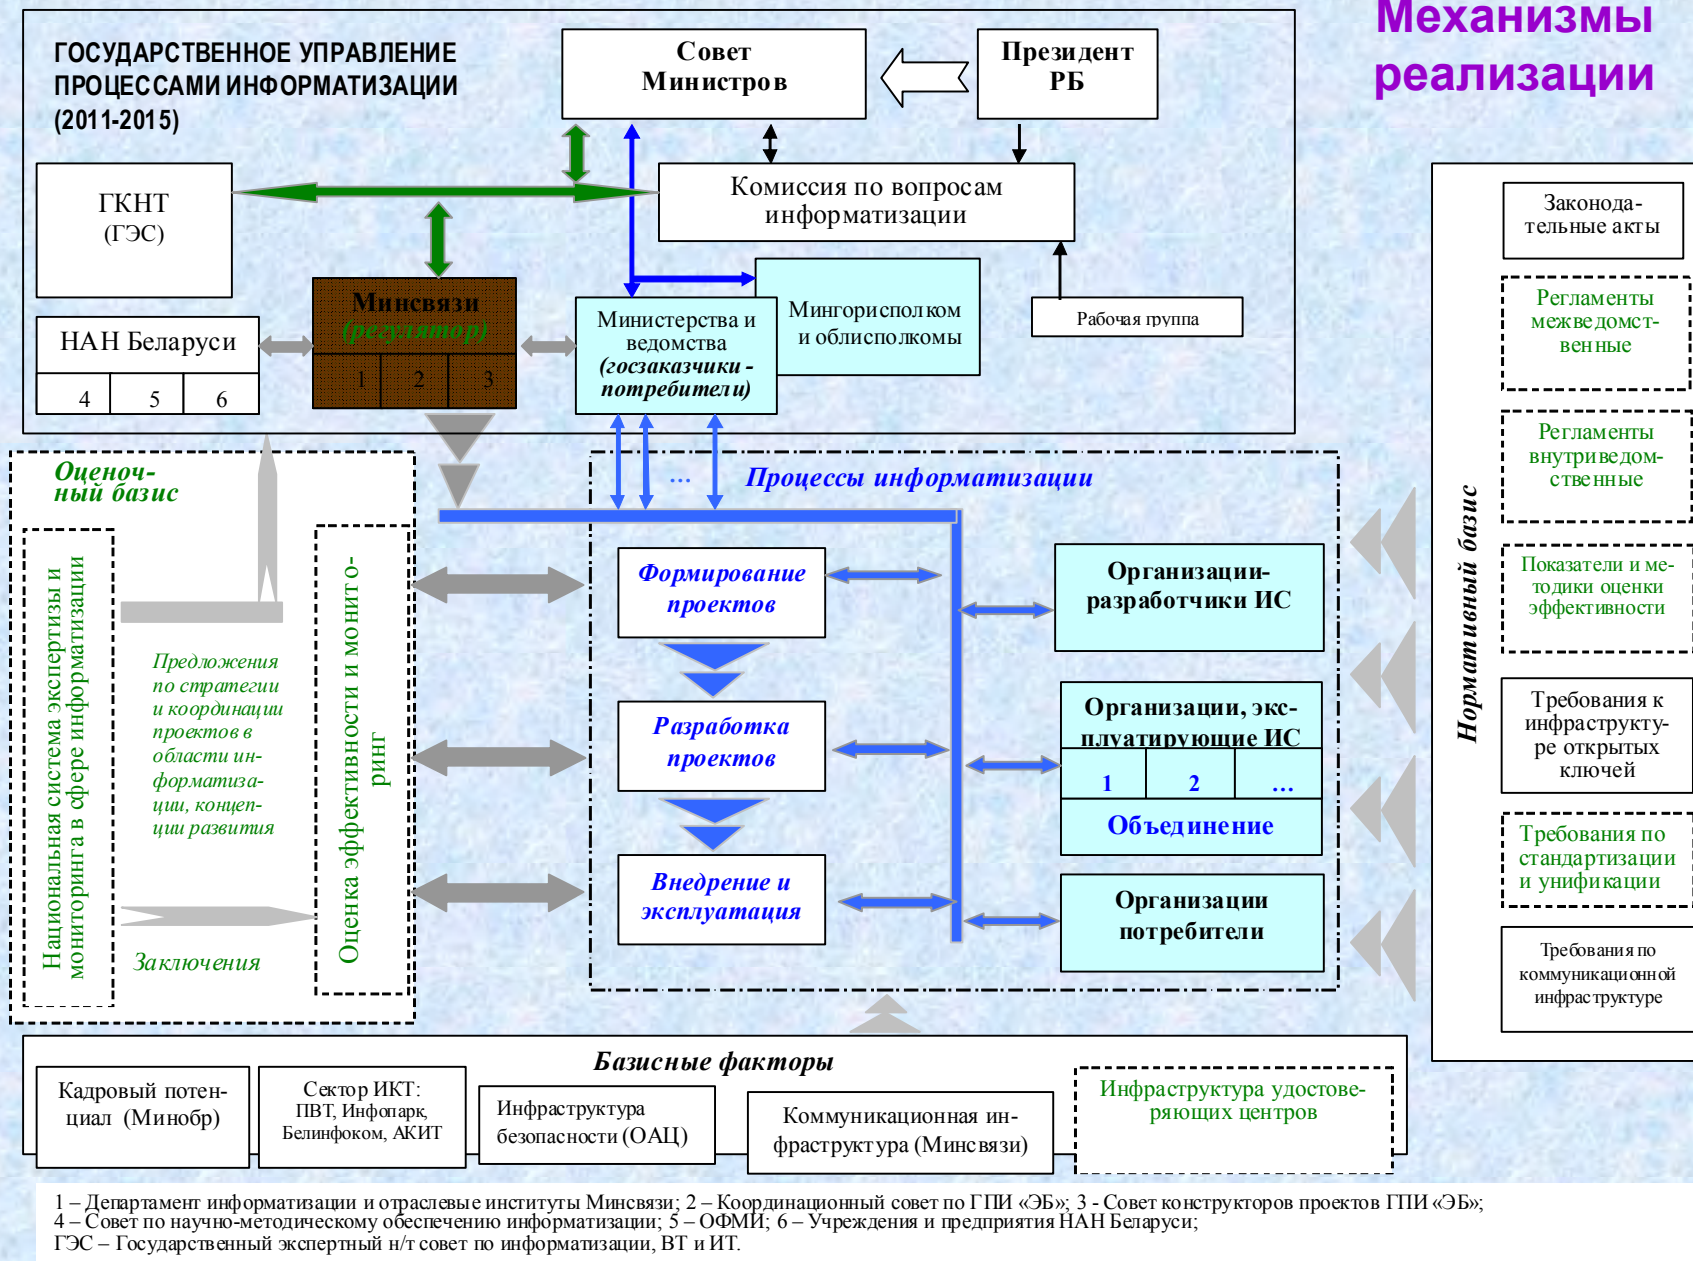 Механизмы
реализации
ГОСУДАРСТВЕННОЕ УПРАВЛЕНИЕ
ПРОЦЕССАМИ ИНФОРМАТИЗАЦИИ
(2011-2015)
Совет
Министров
Президент
РБ
ГКНТ
(ГЭС)
Комиссия по вопросам
информатизации
Минсвязи
(регулятор)
1 2 3
НАН Беларуси
4 5 6
Министерства и
ведомства
(госзаказчики -
потребители)
Мингорисполком
и облисполкомы
Рабочая группа
Оценоч-
ный базис
Национальная система экспертизы и
мониторинга в сфере информатизации
Предложения
по стратегии
и координации
проектов в
области ин-
форматиза-
ции, концеп-
ции развития
Заключения
Оценка эффективности и монито-
ринг
...
Процессы информатизации
Формирование
проектов
Разработка
проектов
Внедрение и
эксплуатация
Организации-
разработчики ИС
Организации, экс-
плуатирующие ИС
1 2 ...
Объединение
Организации
потребители
Нормативный базис
Законода-
тельные акты
Регламенты
межведомст-
венные
Регламенты
внутриведом-
ственные
Показатели и ме-
тодики оценки
эффективности
Требования к
инфраструкту-
ре открытых
ключей
Требования по
стандартизации
и унификации
Требования по
коммуникационной
инфраструктуре
Базисные факторы
Кадровый потен-
циал (Минобр)
Сектор ИКТ:
ПВТ, Инфопарк,
Белинфоком, АКИТ
Инфраструктура
безопасности (ОАЦ)
Коммуникационная ин-
фраструктура (Минсвязи)
Инфраструктура удостове-
ряющих центров
1 – Департамент информатизации и отраслевые институты Минсвязи; 2 – Координационный совет по ГПИ «ЭБ»; 3 - Совет конструкторов проектов ГПИ «ЭБ»;
4 – Совет по научно-методическому обеспечению информатизации; 5 – ОФМИ; 6 – Учреждения и предприятия НАН Беларуси;
ГЭС – Государственный экспертный н/т совет по информатизации, ВТ и ИТ.